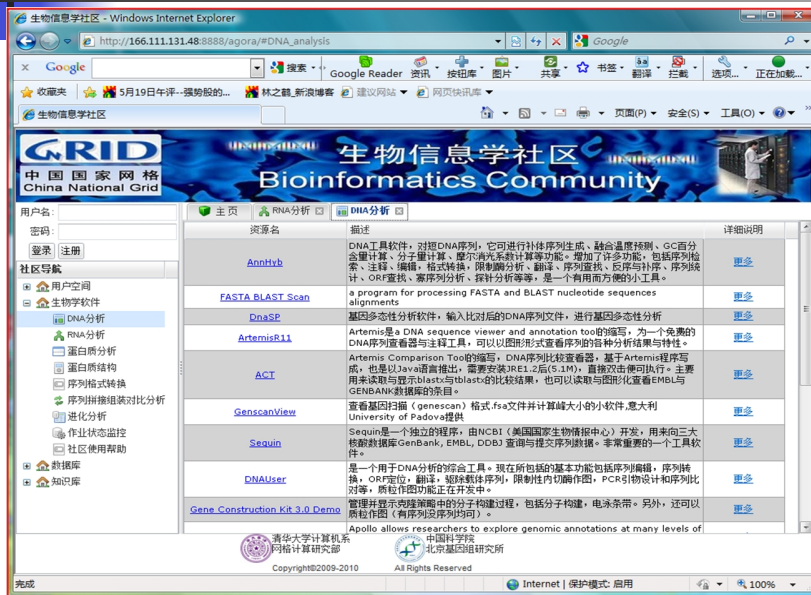 生物信息学社区 - Windows Internet Explorer
http://166.111.131.48:8888/agora/#DNA_analysis
Google
× Google 搜索 Google Reader 资讯 按钮库 图片 共享 书签 翻译 拦截 选项... 正在加载...
收藏夹 5月19日午评--强势股的... 林之鹤_新浪博客 建议网站 网页快讯库
生物信息学社区 页面(P) 安全(S) 工具(O)
GRID
中国国家网格
China National Grid
生物信息学社区
Bioinformatics Community
用户名:
密码:
登录 注册
社区导航
用户空间
生物学软件
DNA分析
RNA分析
蛋白质分析
蛋白质结构
序列格式转换
序列拼接组装对比分析
进化分析
作业状态监控
社区使用帮助
数据库
知识库
主页 RNA分析 DNA分析
资源名 描述 详细说明
AnnHyb
DNA工具软件，对短DNA序列，它可进行补体序列生成、融合温度预测、GC百分
含量计算、分子量计算、摩尔消光系数计算等功能。增加了许多功能，包括序列检
索、注释、编辑，格式转换，限制酶分析、翻译、序列查找、反序与补序、序列统
计、ORF查找、寡序列分析、探针分析等等，是一个有用而方便的小工具。
更多
FASTA BLAST Scan
a program for processing FASTA and BLAST nucleotide sequences
alignments
更多
DnaSP
基因多态性分析软件，输入比对后的DNA序列文件，进行基因多态性分析
更多
ArtemisR11
Artemis是a DNA sequence viewer and annotation tool的缩写，为一个免费的
DNA序列查看器与注释工具，可以以图形形式查看序列的各种分析结果与特性。
更多
ACT
Artemis Comparison Tool的缩写，DNA序列比较查看器，基于Artemis程序写
成，也是以Java语言推出，需要安装JRE1.2后(5.1M)，直接双击便可执行。主要
用来读取与显示blastx与tblastx的比较结果，也可以读取与图形化查看EMBL与
GENBANK数据库的条目。
更多
GenscanView
查看基因扫描（genescan）格式.fsa文件并计算峰大小的小软件,意大利
University of Padova提供
更多
Sequin
Sequin是一个独立的程序，由NCBI（美国国家生物情报中心）开发，用来向三大
核酸数据库GenBank, EMBL, DDBJ 查询与提交序列数据。非常重要的一个工具软
件。
更多
DNAUser
是一个用于DNA分析的综合工具。现在所包括的基本功能包括序列编辑，序列转
换，ORF定位，翻译，驱除载体序列，限制性内切酶作图，PCR引物设计和序列比
对等，质粒作图功能正在开发中。
更多
Gene Construction Kit 3.0 Demo
管理并显示克隆策略中的分子构建过程，包括分子构建，电泳条带。另外，还可以
质粒作图（有序列没序列均可）。
更多
Apollo allows researchers to explore genomic annotations at many levels of
清华大学计算机系
网格计算研究部
中国科学院
北京基因组研究所
Copyright©2009-2010 All Rights Reserved
完成 Internet | 保护模式: 启用 100%